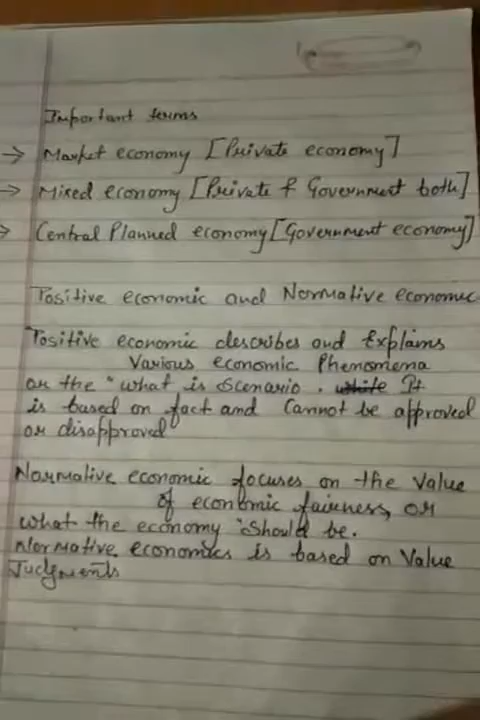 Important terms
→ Market economy [Private economy]
→ Mixed economy [Private & Government both]
→ Central Planned economy [Government economy]
Positive economic and Normative economic
Positive economic describes and Explains
Various economic Phenomena
or the "what is Scenario. while It
is based on fact and Cannot be approved
or disapproved
Normative economic focuses on the Value
of economic fairness, or
what the economy "Should be.
Normative economics is based on Value
Judgments